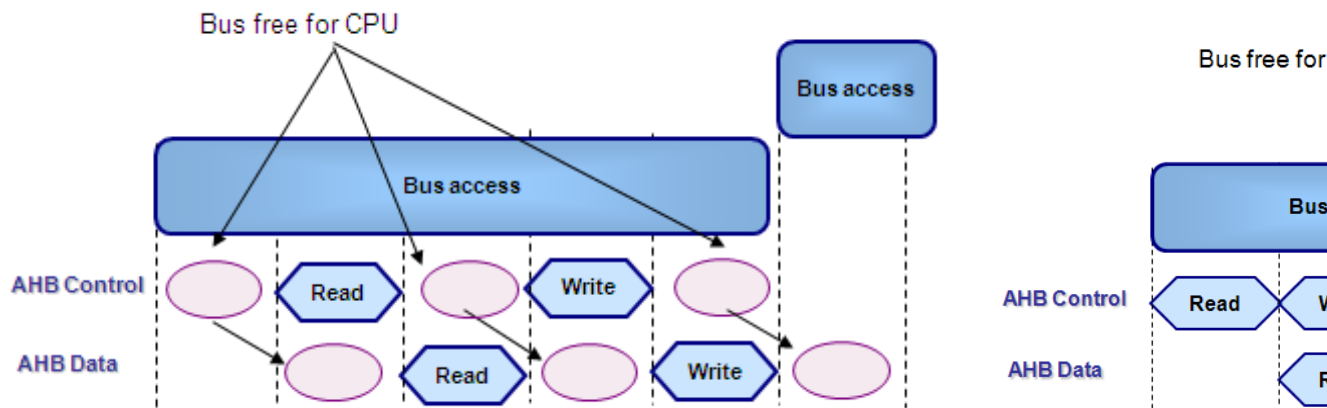 Bus free for CPU
Bus access
Bus access
AHB Control
Read
Write
AHB Data
Read
Write
Bus free for
Bus
AHB Control
Read
AHB Data